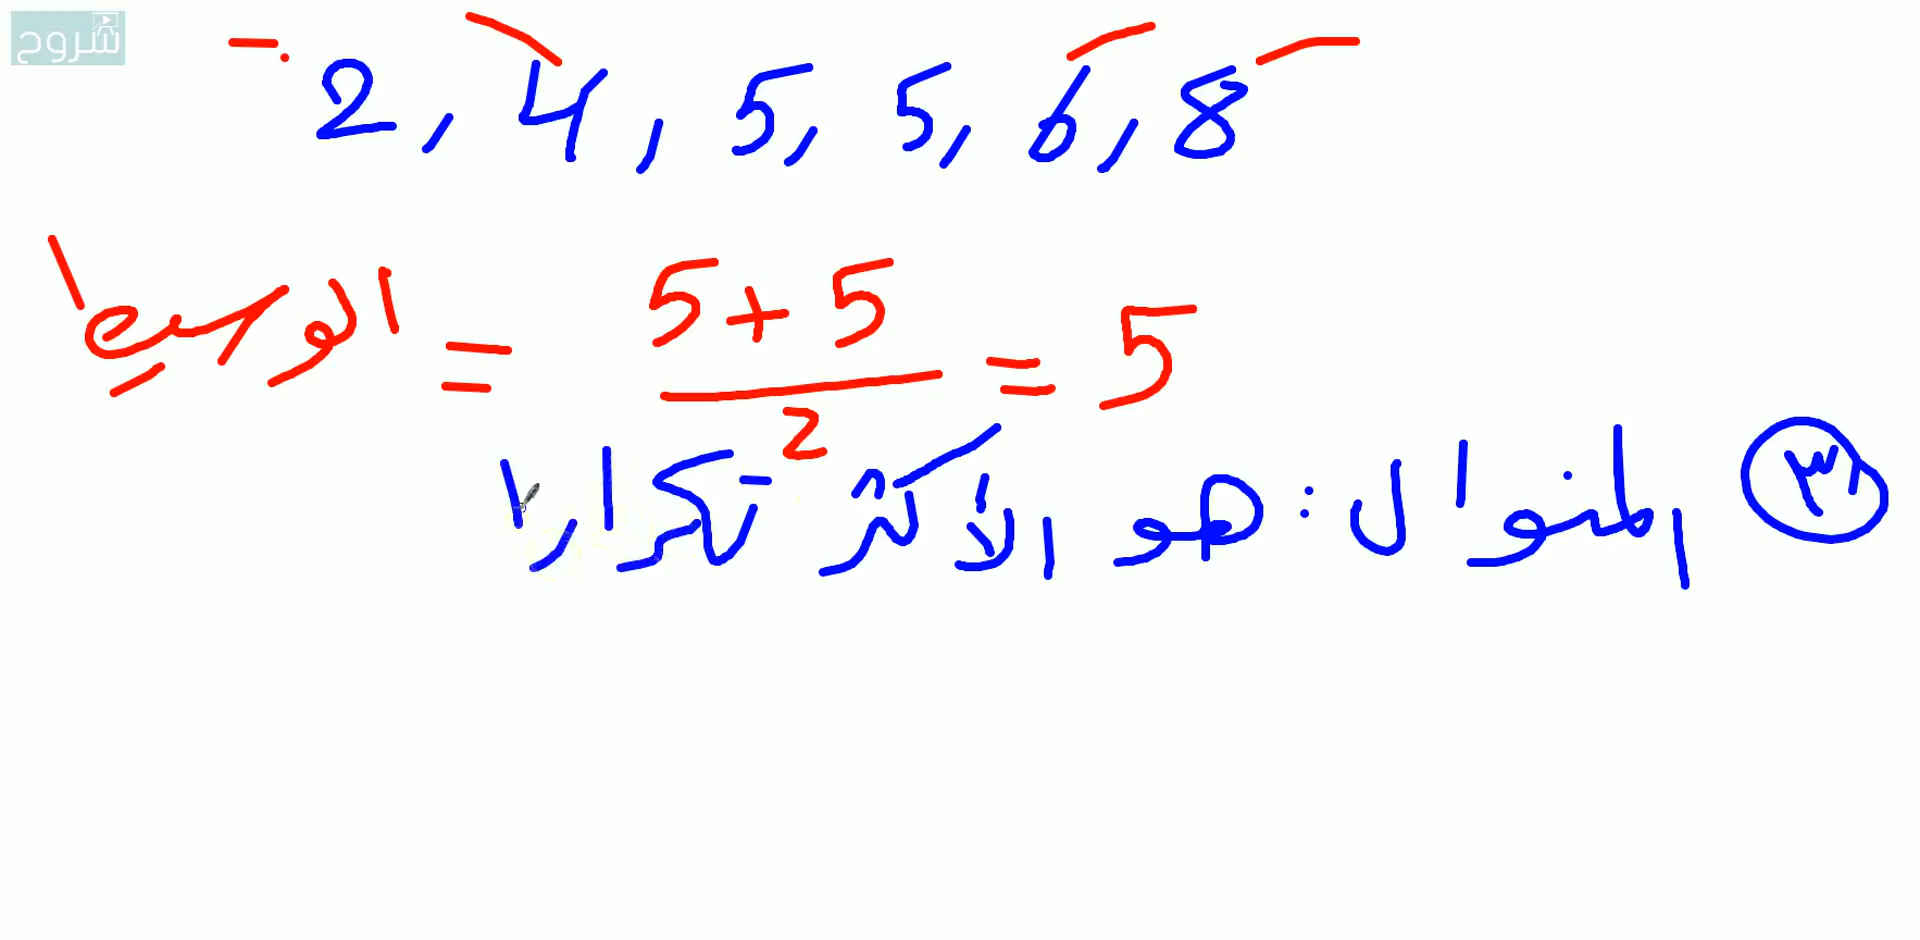 شروح
2, 4, 5, 5, 6, 8
الوسيط = 5+5/2 = 5
٣ المنوال : هو الأكثر تكرارا